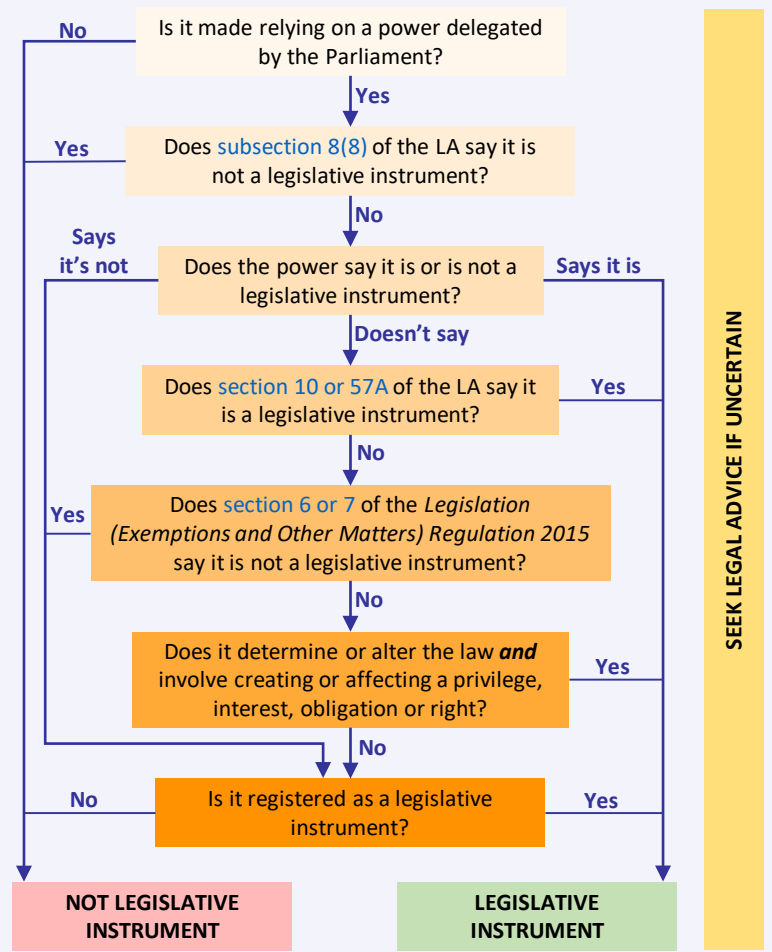 No
Is it made relying on a power delegated
by the Parliament?
Yes
Yes
Does subsection 8(8) of the LA say it is
not a legislative instrument?
No
Says
it's not
Does the power say it is or is not a
legislative instrument?
Says it is
Doesn't say
Does section 10 or 57A of the LA say it
is a legislative instrument?
Yes
No
Yes
Does section 6 or 7 of the Legislation
(Exemptions and Other Matters) Regulation 2015
say it is not a legislative instrument?
No
Does it determine or alter the law and
involve creating or affecting a privilege,
interest, obligation or right?
Yes
No
No
Is it registered as a legislative
instrument?
Yes
NOT LEGISLATIVE
INSTRUMENT
LEGISLATIVE
INSTRUMENT
SEEK LEGAL ADVICE IF UNCERTAIN